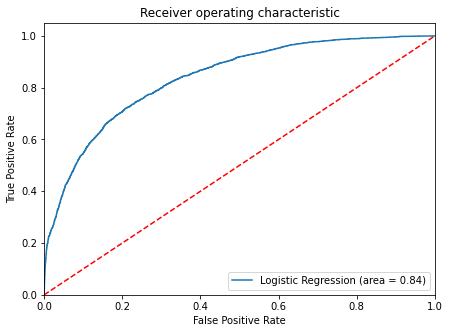 Receiver operating characteristic
True Positive Rate
1.0
0.8
0.6
0.4
0.2
0.0
Logistic Regression (area = 0.84)
0.0 0.2 0.4 0.6 0.8 1.0
False Positive Rate